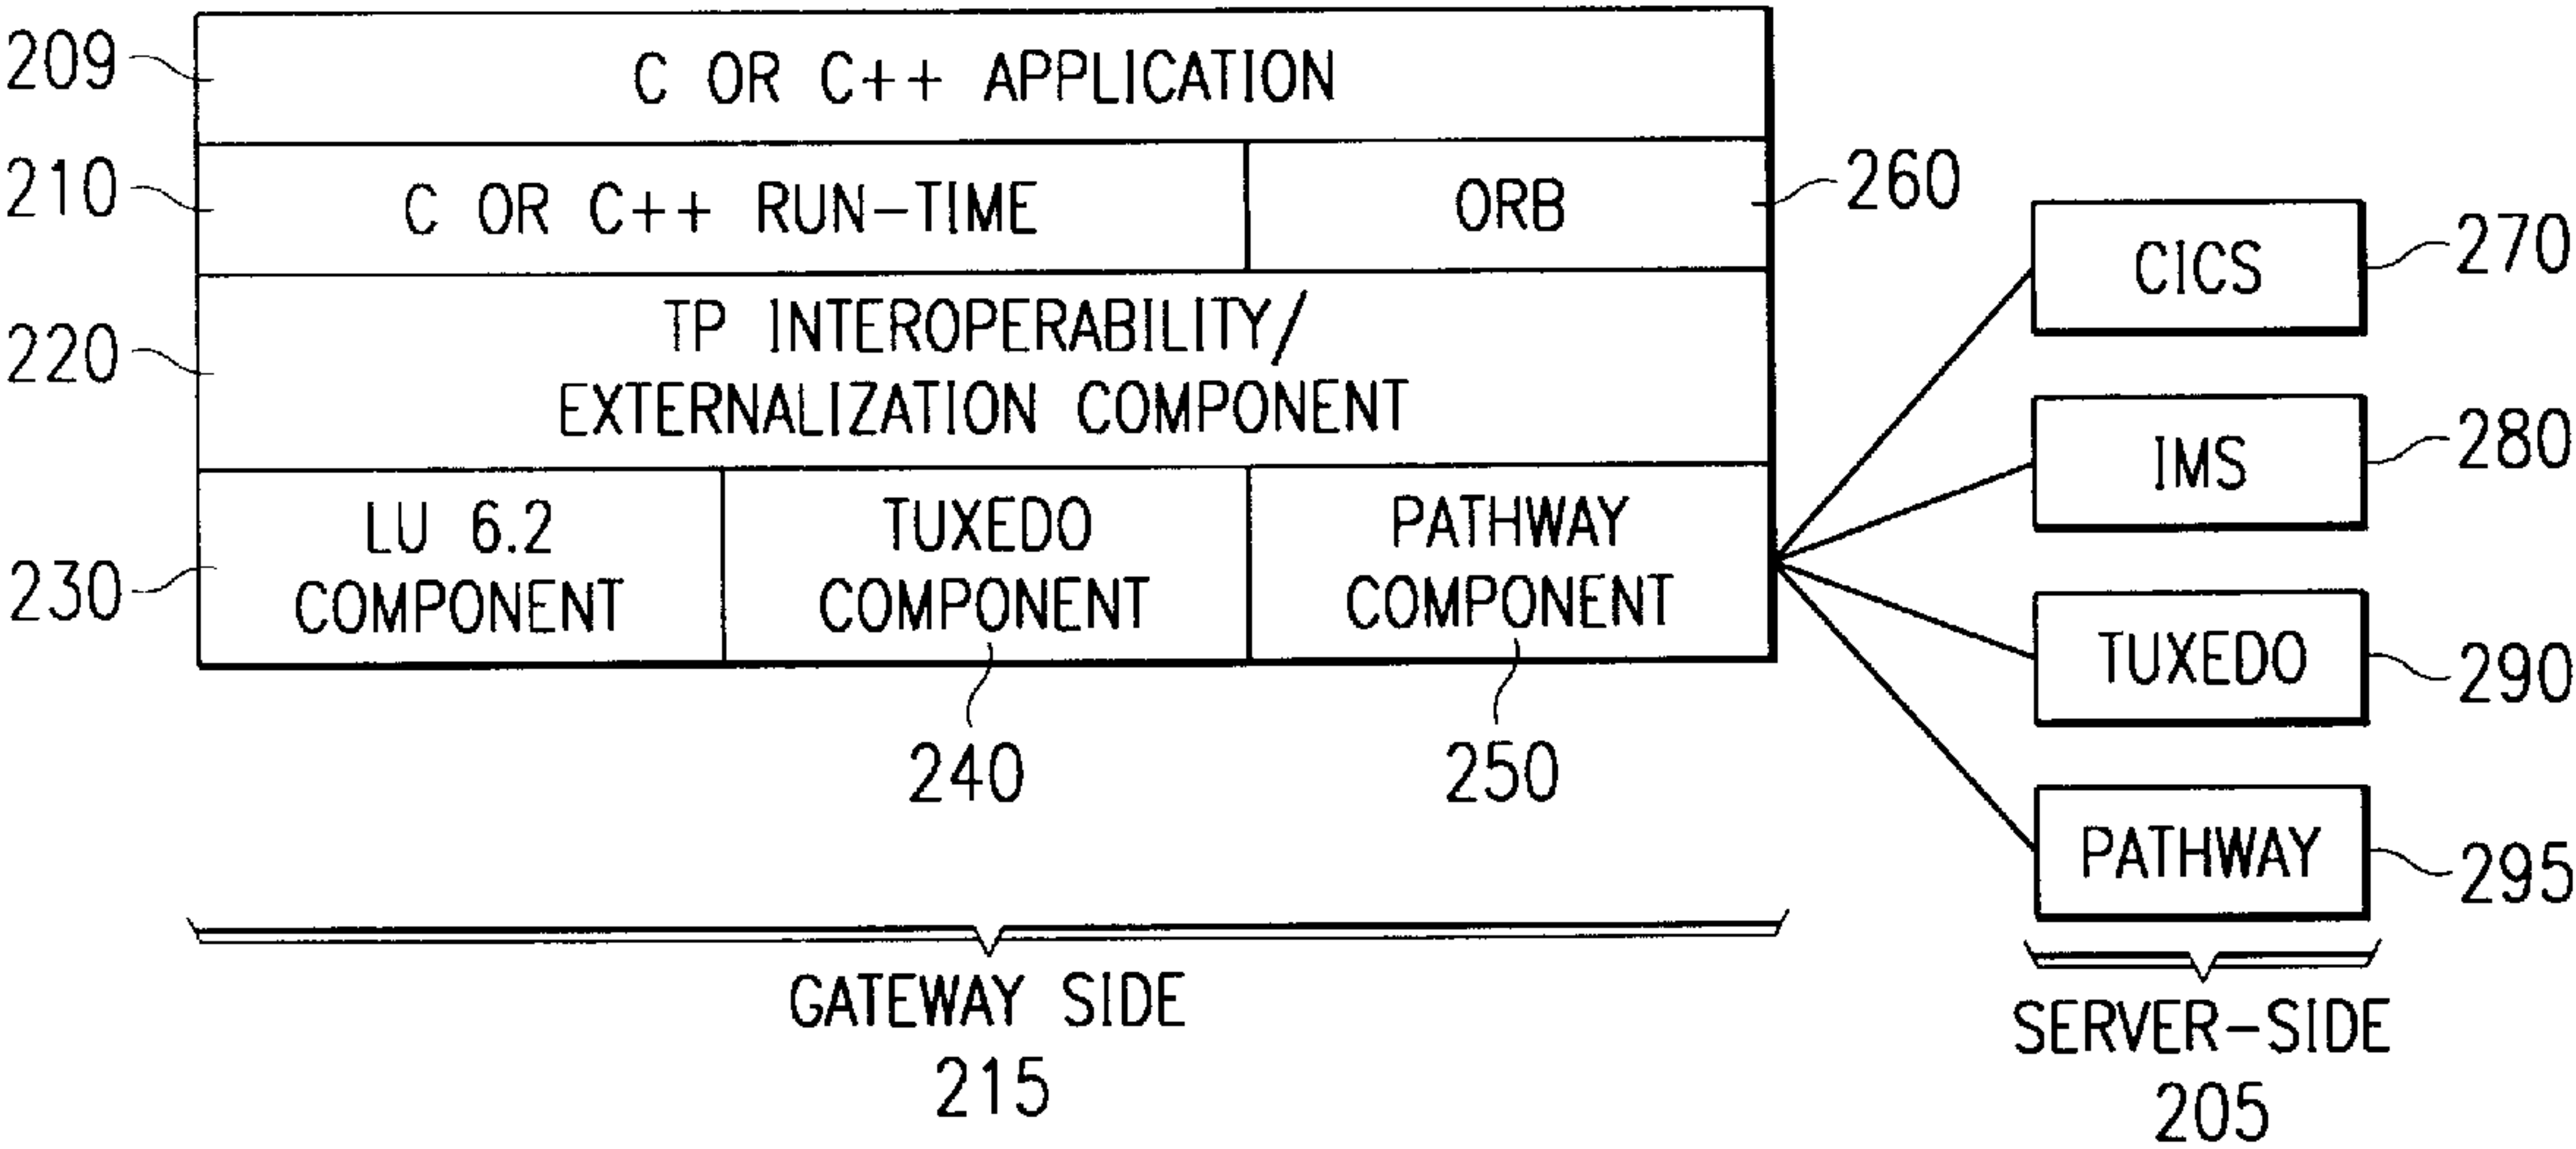 209
C OR C++ APPLICATION
210
C OR C++ RUN-TIME
ORB
260
220
TP INTEROPERABILITY/
EXTERNALIZATION COMPONENT
230
LU 6.2
COMPONENT
TUXEDO
COMPONENT
PATHWAY
COMPONENT
240
250
CICS
270
IMS
280
TUXEDO
290
PATHWAY
295
GATEWAY SIDE
215
SERVER-SIDE
205